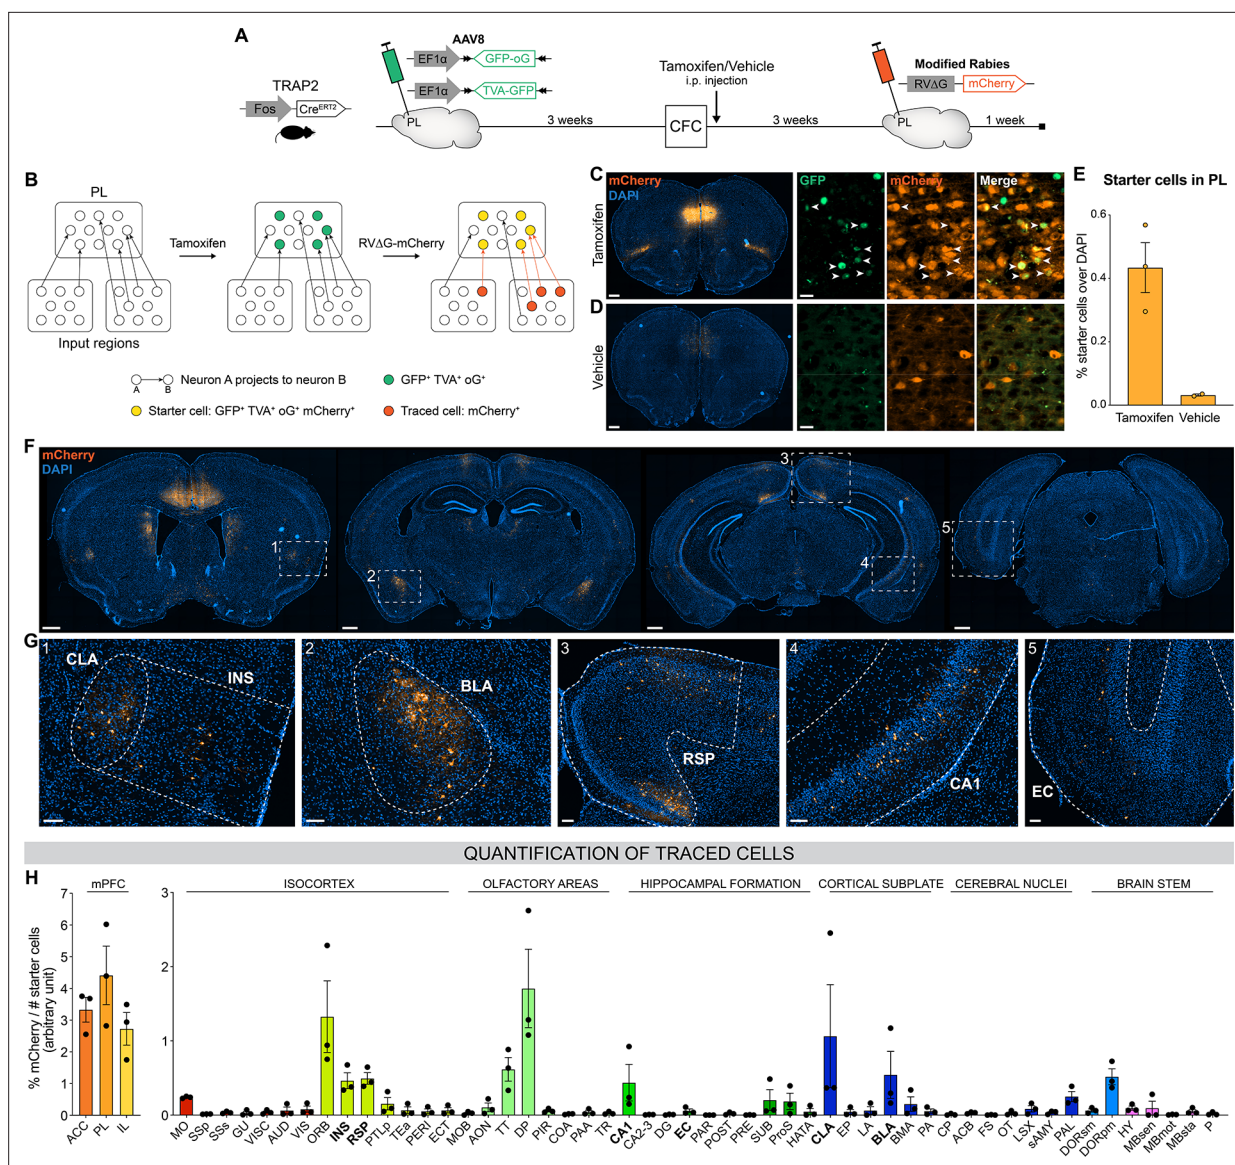 A
TRAP2
Fos
Cre^ERT2
AAV8
EF1α
GFP-oG
EF1α
TVA-GFP
PL
3 weeks
Tamoxifen/Vehicle
i.p. injection
CFC
3 weeks
Modified Rabies
RVΔG
mCherry
PL
1 week
B
PL
Tamoxifen
RVΔG-mCherry
Input regions
A B Neuron A projects to neuron B
GFP⁺ TVA⁺ oG⁺
Starter cell: GFP⁺ TVA⁺ oG⁺ mCherry⁺
Traced cell: mCherry⁺
C
mCherry
DAPI
GFP
mCherry
Merge
Tamoxifen
D
Vehicle
E
Starter cells in PL
% starter cells over DAPI
0.6
0.4
0.2
0.0
Tamoxifen Vehicle
F
mCherry
DAPI
1
2
3
4
5
G
1
CLA
INS
2
BLA
3
RSP
4
CA1
5
EC
QUANTIFICATION OF TRACED CELLS
H
mPFC
ISOCORTEX
OLFACTORY AREAS
HIPPOCAMPAL FORMATION
CORTICAL SUBPLATE
CEREBRAL NUCLEI
BRAIN STEM
% mCherry / # starter cells
(arbitrary unit)
7
6
5
4
3
2
1
0
3
2
1
0
ACC PL IL
MO SSp SSs GU VISC AUD VIS ORB INS RSP PTLp TEa PERI ECT
MOB AON TT DP PIR COA PAA TR
CA1 CA2-3 DG EC PAR POST PRE SUB ProS HATA
CLA EP LA BLA BMA PA
CP ACB FS OT LSX sAMY PAL
DORsm DORpm HY MBsen MBmot MBsta P